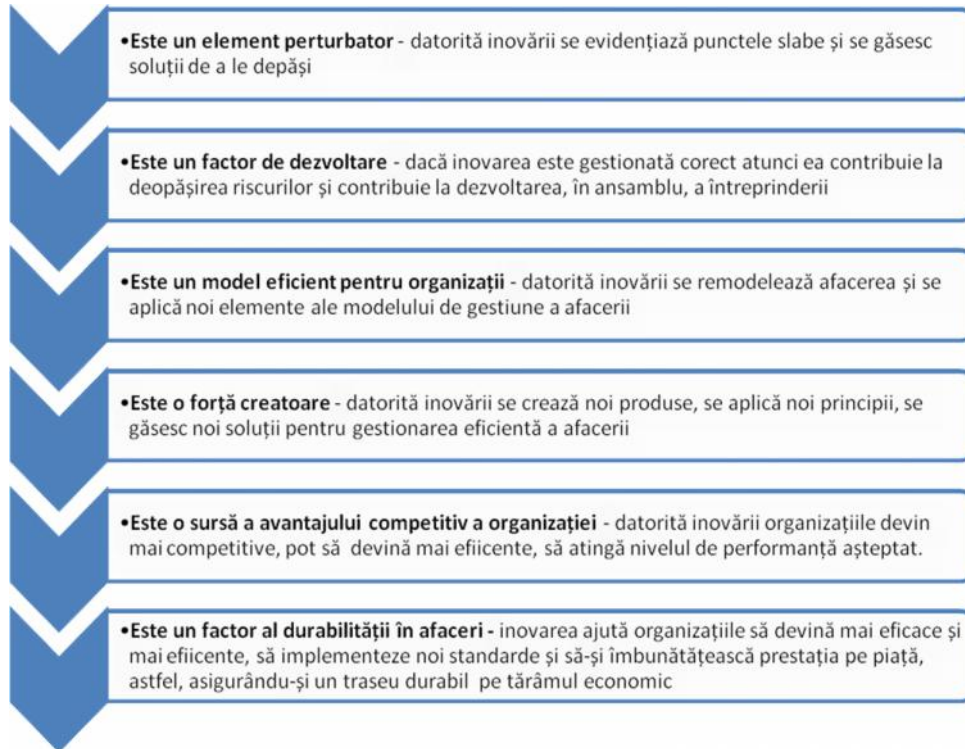 •Este un element perturbator - datorită inovării se evidențiază punctele slabe și se găsesc
soluții de a le depăși
•Este un factor de dezvoltare - dacă inovarea este gestionată corect atunci ea contribuie la
deopășirea riscurilor și contribuie la dezvoltarea, în ansamblu, a întreprinderii
•Este un model eficient pentru organizații - datorită inovării se remodelează afacerea și se
aplică noi elemente ale modelului de gestiune a afacerii
•Este o forță creatoare - datorită inovării se crează noi produse, se aplică noi principii, se
găsesc noi soluții pentru gestionarea eficientă a afacerii
•Este o sursă a avantajului competitiv a organizației - datorită inovării organizațiile devin
mai competitive, pot să devină mai efiicente, să atingă nivelul de performanță așteptat.
•Este un factor al durabilității în afaceri - inovarea ajută organizațiile să devină mai eficace și
mai efiicente, să implementeze noi standarde și să-și îmbunătățească prestația pe piață,
astfel, asigurându-și un traseu durabil pe tărâmul economic